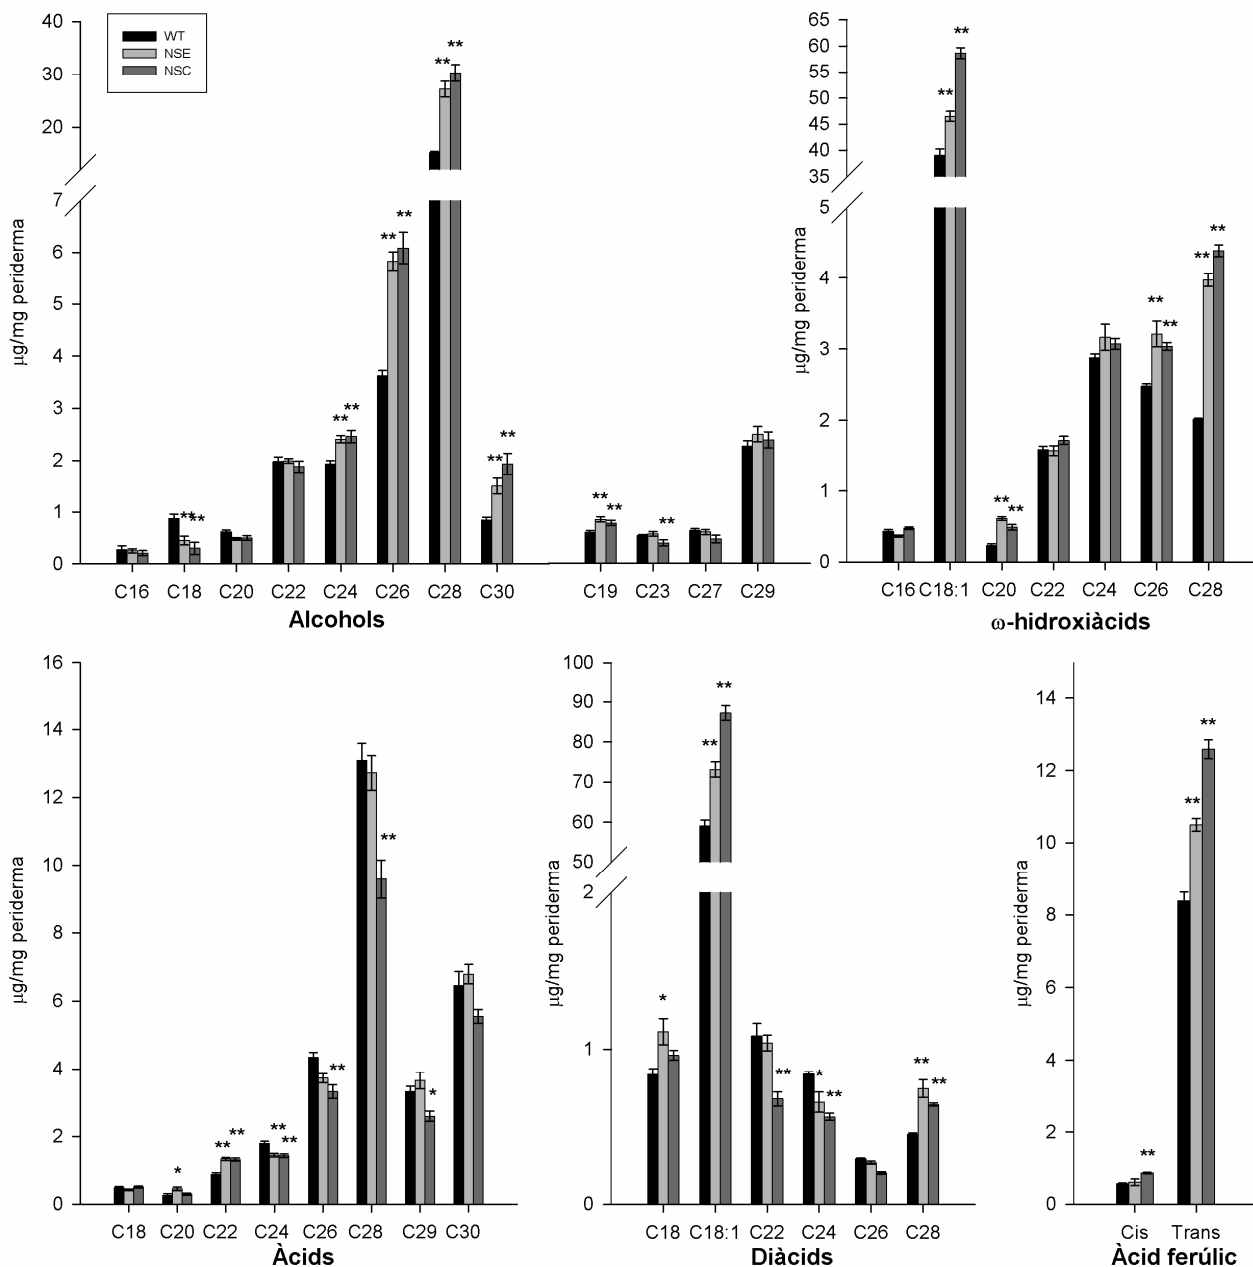 WT
NSE
NSC
µg/mg periderma
40
30
20
7
6
5
4
3
2
1
0
** **
** **
** **
** **
** **
** **
** **
C16 C18 C20 C22 C24 C26 C28 C30 C19 C23 C27 C29
Alcohols
µg/mg periderma
65
60
55
50
45
40
35
5
4
3
2
1
0
** **
** **
** **
** **
C16 C18:1 C20 C22 C24 C26 C28
ω-hidroxiàcids
µg/mg periderma
16
14
12
10
8
6
4
2
0
* ** ** ** ** ** ** *
C18 C20 C22 C24 C26 C28 C29 C30
Àcids
µg/mg periderma
100
90
80
70
60
50
2
1
0
* ** ** ** * ** ** **
C18 C18:1 C22 C24 C26 C28
Diàcids
µg/mg periderma
14
12
10
8
6
4
2
0
** ** **
Cis Trans
Àcid ferúlic